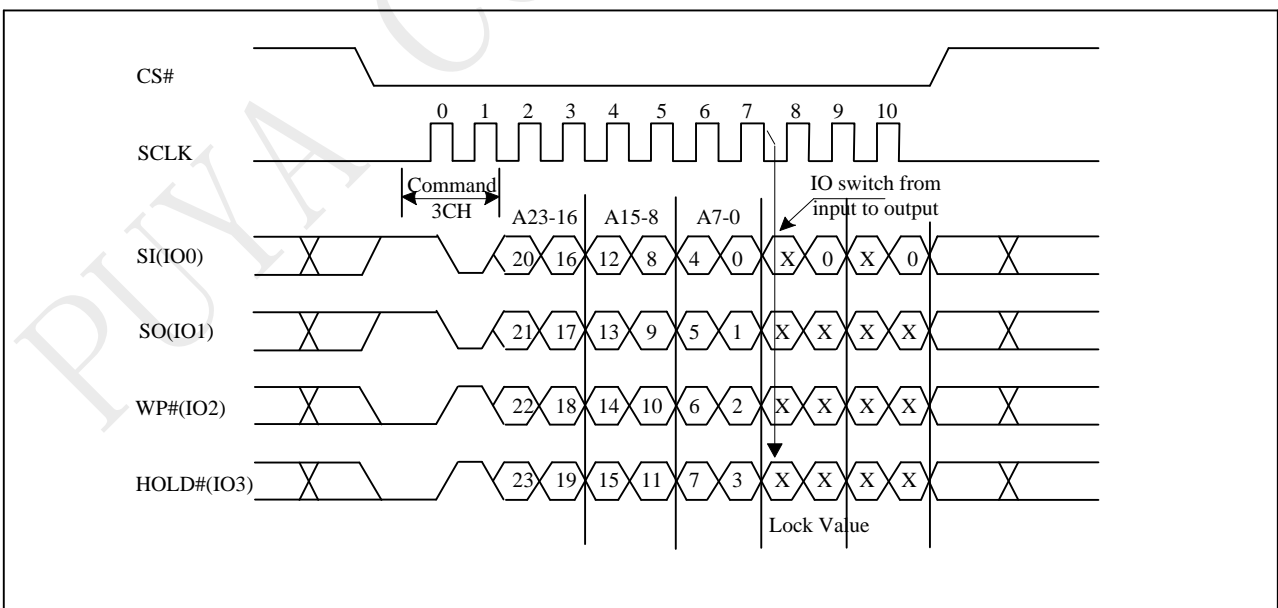 PUYA C
CS#
0 1 2 3 4 5 6 7 8 9 10
SCLK
Command
3CH
IO switch from
input to output
A23-16 A15-8 A7-0
SI(IO0) 20 16 12 8 4 0 X 0 X 0
SO(IO1) 21 17 13 9 5 1 X X X X
WP#(IO2) 22 18 14 10 6 2 X X X X
HOLD#(IO3) 23 19 15 11 7 3 X X X X
Lock Value